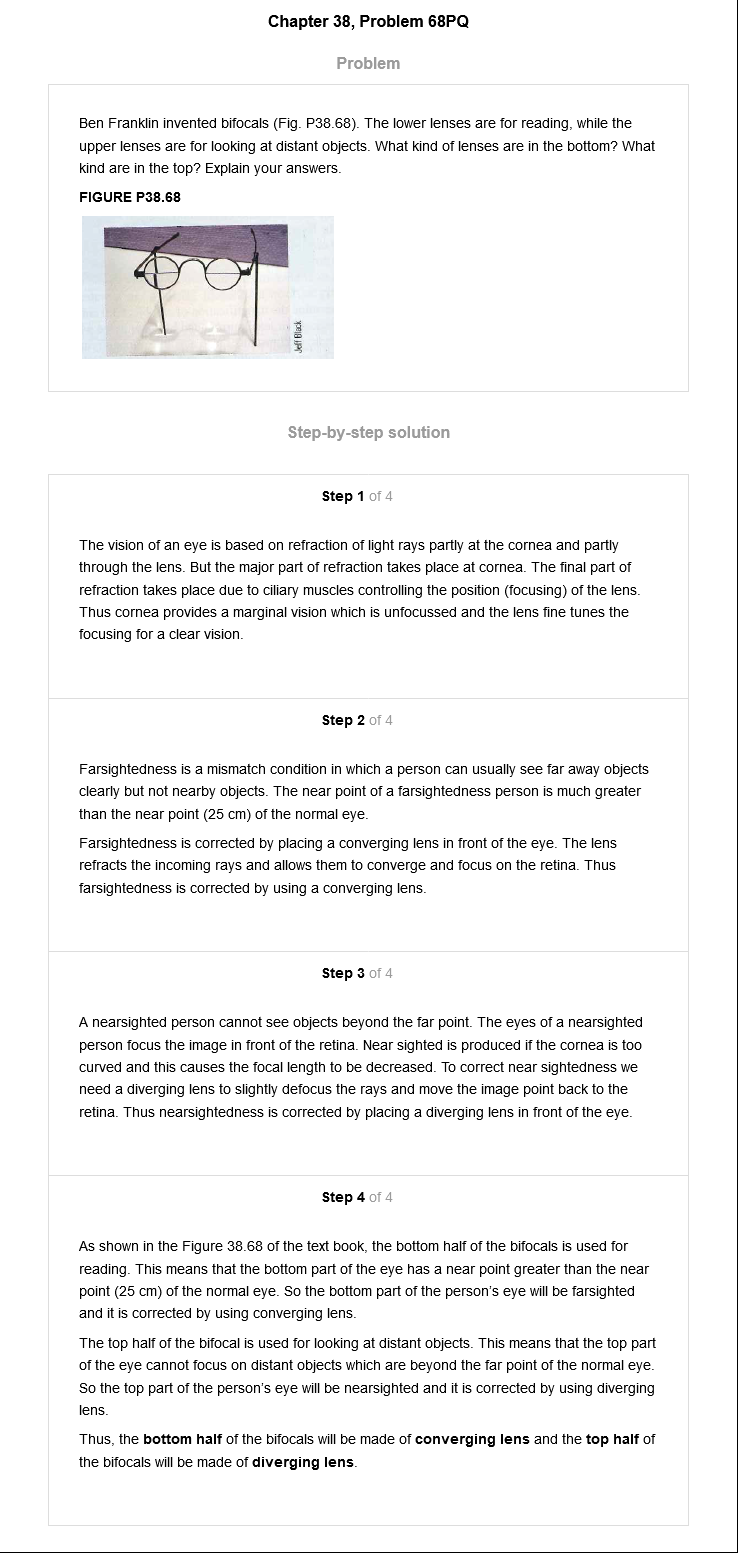 Chapter 38, Problem 68PQ
Problem
Ben Franklin invented bifocals (Fig. P38.68). The lower lenses are for reading, while the
upper lenses are for looking at distant objects. What kind of lenses are in the bottom? What
kind are in the top? Explain your answers.
FIGURE P38.68
Jeff Black
Step-by-step solution
Step 1 of 4
The vision of an eye is based on refraction of light rays partly at the cornea and partly
through the lens. But the major part of refraction takes place at cornea. The final part of
refraction takes place due to ciliary muscles controlling the position (focusing) of the lens.
Thus cornea provides a marginal vision which is unfocussed and the lens fine tunes the
focusing for a clear vision.
Step 2 of 4
Farsightedness is a mismatch condition in which a person can usually see far away objects
clearly but not nearby objects. The near point of a farsightedness person is much greater
than the near point (25 cm) of the normal eye.
Farsightedness is corrected by placing a converging lens in front of the eye. The lens
refracts the incoming rays and allows them to converge and focus on the retina. Thus
farsightedness is corrected by using a converging lens.
Step 3 of 4
A nearsighted person cannot see objects beyond the far point. The eyes of a nearsighted
person focus the image in front of the retina. Near sighted is produced if the cornea is too
curved and this causes the focal length to be decreased. To correct near sightedness we
need a diverging lens to slightly defocus the rays and move the image point back to the
retina. Thus nearsightedness is corrected by placing a diverging lens in front of the eye.
Step 4 of 4
As shown in the Figure 38.68 of the text book, the bottom half of the bifocals is used for
reading. This means that the bottom part of the eye has a near point greater than the near
point (25 cm) of the normal eye. So the bottom part of the person's eye will be farsighted
and it is corrected by using converging lens.
The top half of the bifocal is used for looking at distant objects. This means that the top part
of the eye cannot focus on distant objects which are beyond the far point of the normal eye.
So the top part of the person's eye will be nearsighted and it is corrected by using diverging
lens.
Thus, the bottom half of the bifocals will be made of converging lens and the top half of
the bifocals will be made of diverging lens.